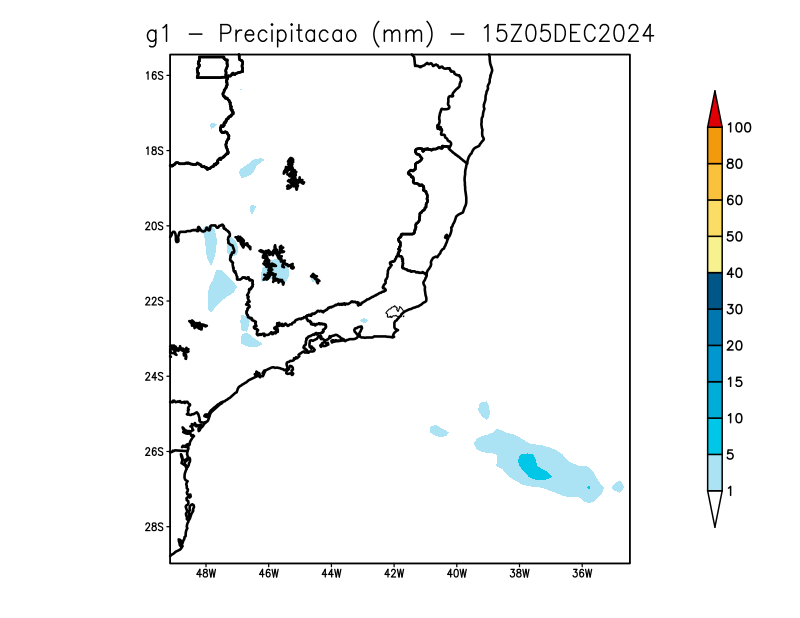 g1 – Precipitacao (mm) – 15Z05DEC2024
16S
18S
20S
22S
24S
26S
28S
48W 46W 44W 42W 40W 38W 36W
100
80
60
50
40
30
20
15
10
5
1